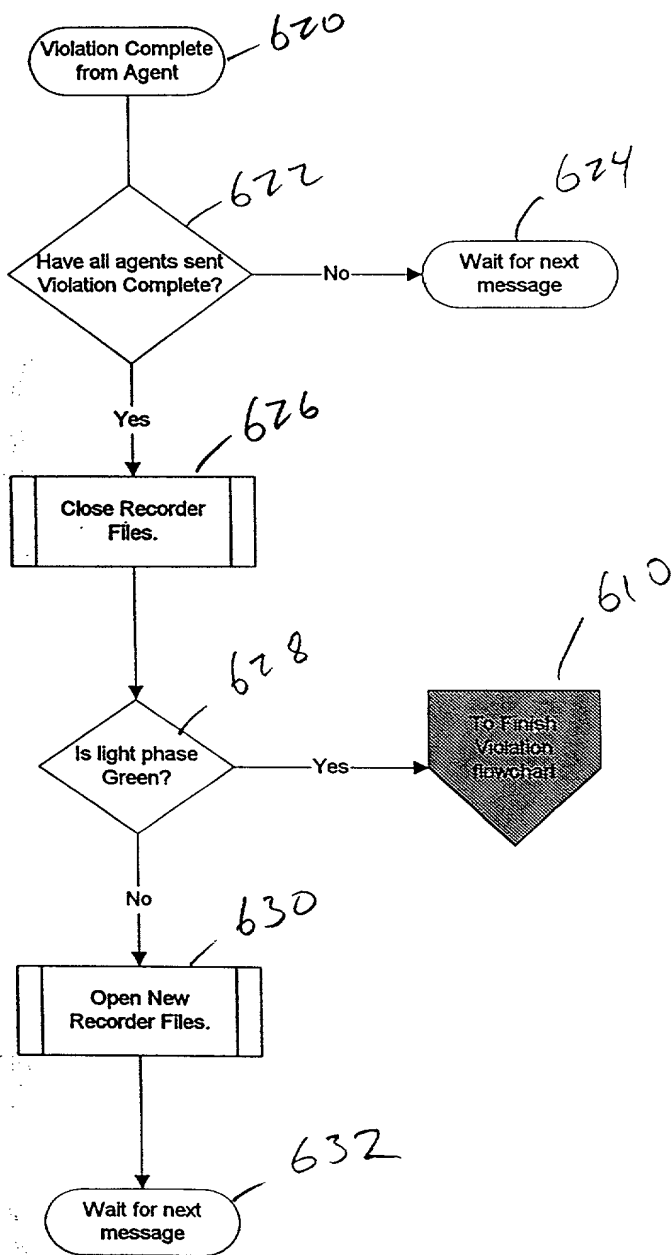 Violation Complete
from Agent
620
622
Have all agents sent
Violation Complete?
No
624
Wait for next
message
Yes
626
Close Recorder
Files.
610
628
Is light phase
Green?
Yes
To Finish
Violation
flowchart
No
630
Open New
Recorder Files.
632
Wait for next
message